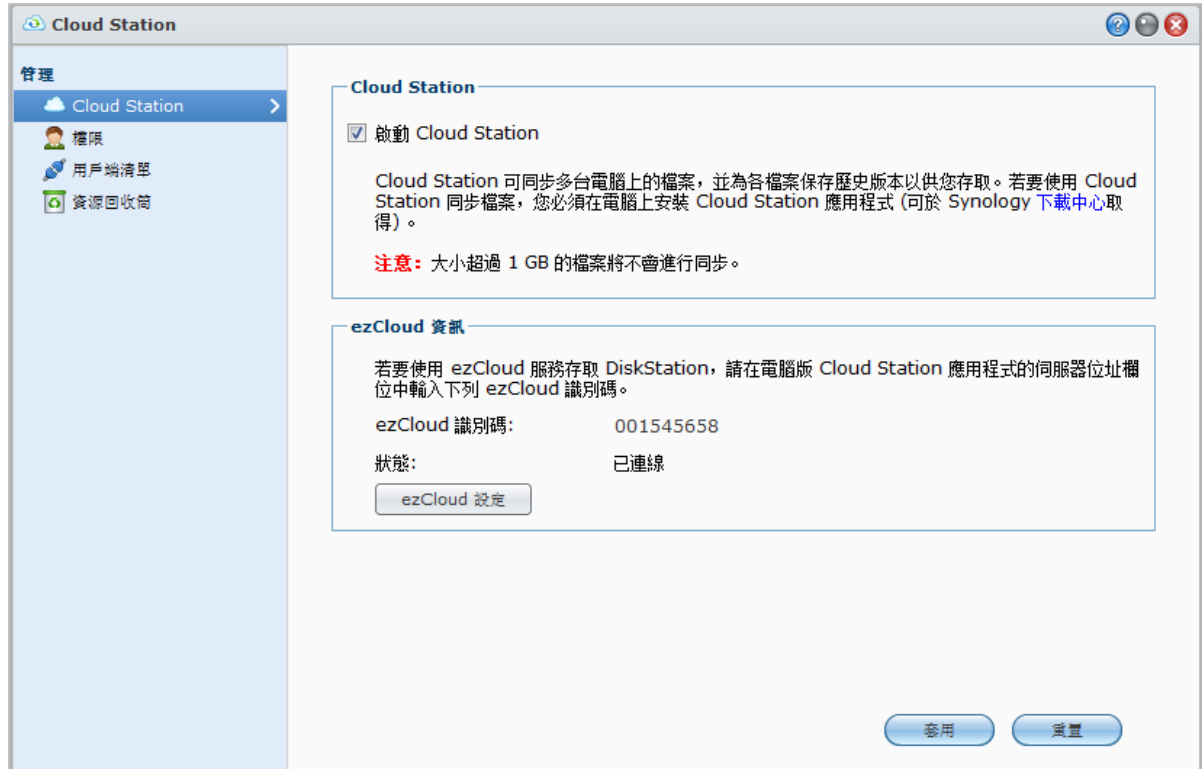 Cloud Station
管理
Cloud Station
權限
用戶端清單
資源回收筒
Cloud Station
啟動 Cloud Station
Cloud Station 可同步多台電腦上的檔案，並為各檔案保存歷史版本以供您存取。若要使用 Cloud
Station 同步檔案，您必須在電腦上安裝 Cloud Station 應用程式 (可於 Synology 下載中心取
得)。
注意：大小超過 1 GB 的檔案將不會進行同步。
ezCloud 資訊
若要使用 ezCloud 服務存取 DiskStation，請在電腦版 Cloud Station 應用程式的伺服器位址欄
位中輸入下列 ezCloud 識別碼。
ezCloud 識別碼: 001545658
狀態: 已連線
ezCloud 設定
套用 重置